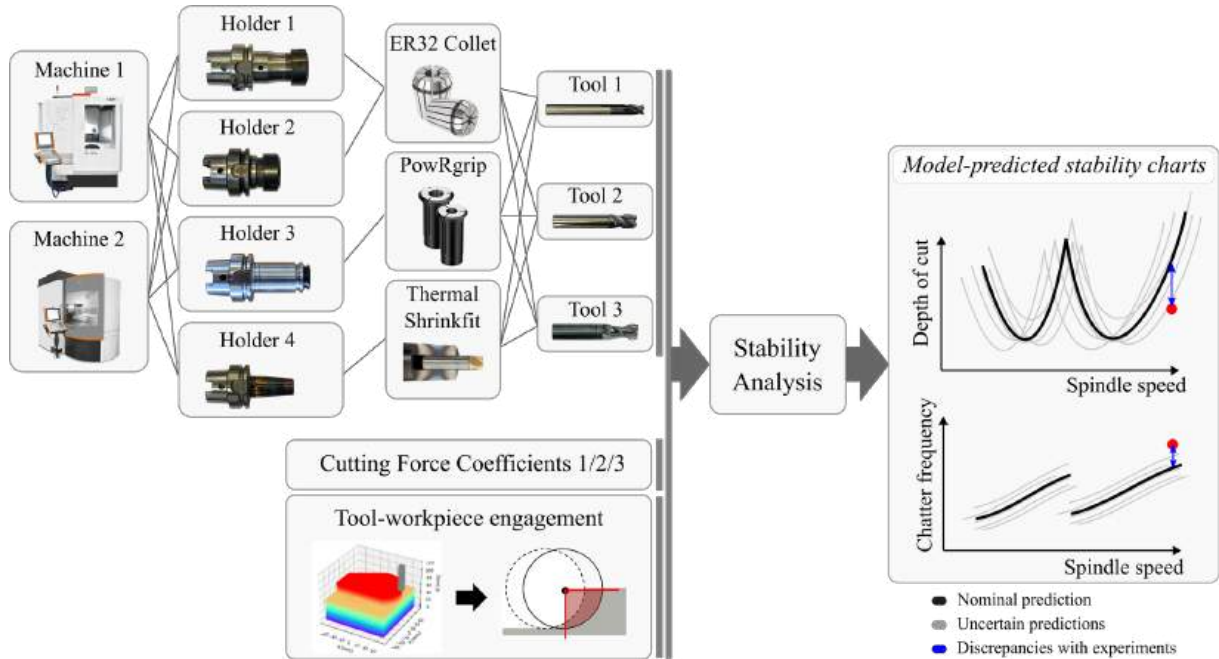 Machine 1
Machine 2
Holder 1
Holder 2
Holder 3
Holder 4
ER32 Collet
PowRgrip
Thermal
Shrinkfit
Tool 1
Tool 2
Tool 3
Cutting Force Coefficients 1/2/3
Tool-workpiece engagement
Stability
Analysis
Model-predicted stability charts
Depth of cut
Spindle speed
Chatter frequency
Spindle speed
Nominal prediction
Uncertain predictions
Discrepancies with experiments